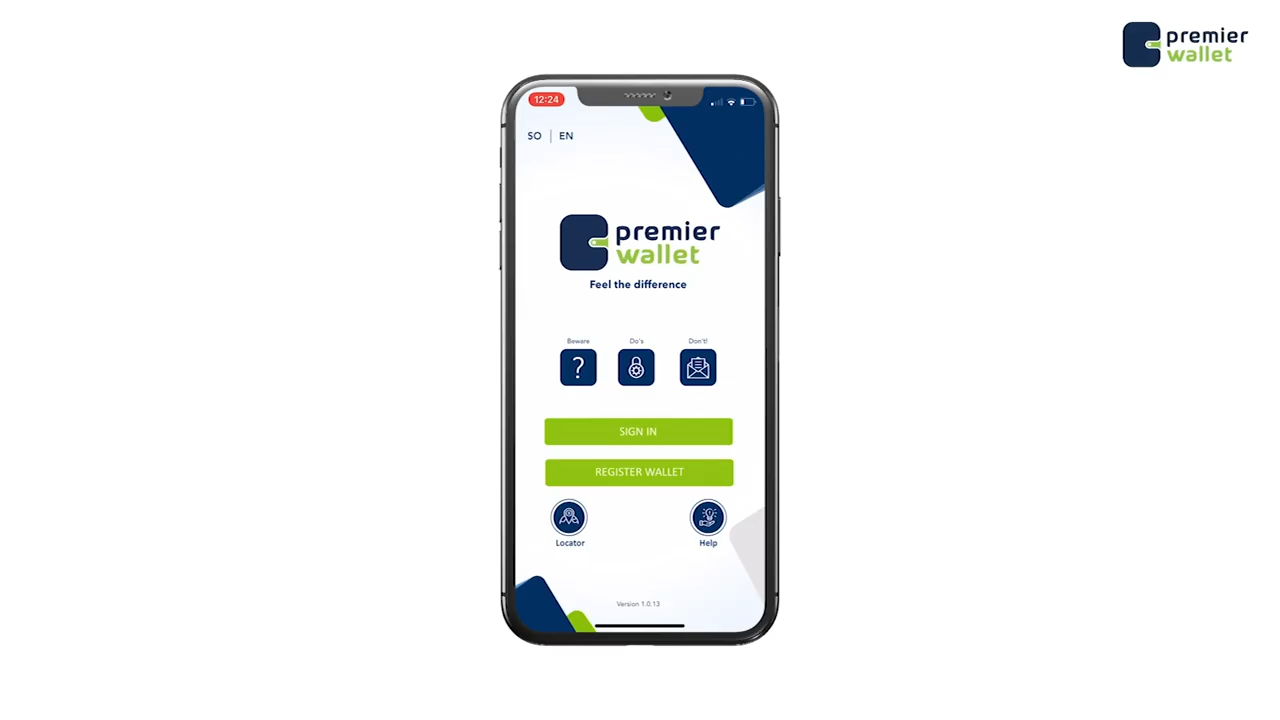 premier
wallet
12:24
SO | EN
premier
wallet
Feel the difference
Beware
Do's
Don't!
SIGN IN
REGISTER WALLET
Locator
Help
Version 1.0.13